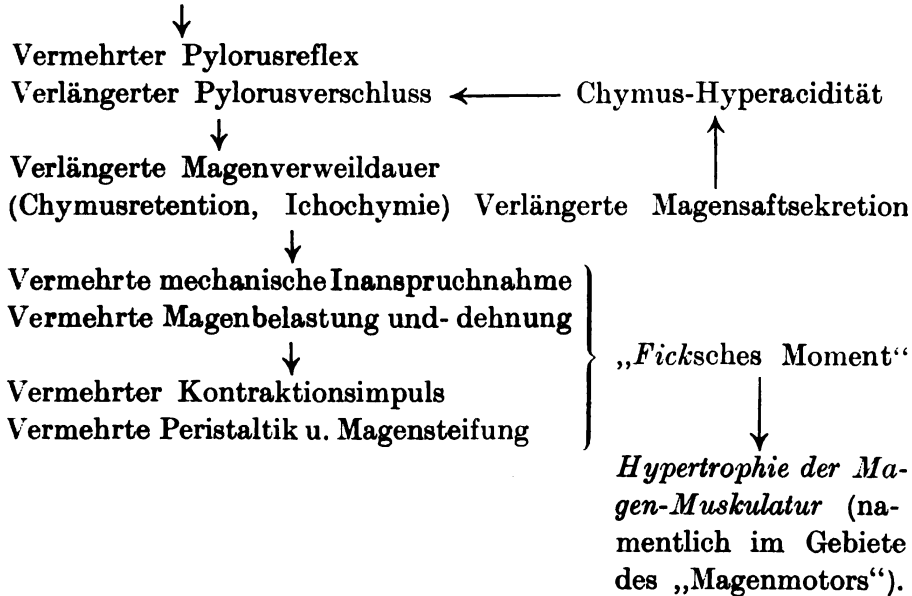 Vermehrter Pylorusreflex
Verlängerter Pylorusverschluss ← Chymus-Hyperacidität
Verlängerte Magenverweildauer
(Chymusretention, Ichochymie) Verlängerte Magensaftsekretion
Vermehrte mechanische Inanspruchnahme
Vermehrte Magenbelastung und- dehnung
„Ficksches Moment“
Vermehrter Kontraktionsimpuls
Vermehrte Peristaltik u. Magensteifung
Hypertrophie der Ma-
gen-Muskulatur (na-
mentlich im Gebiete
des „Magenmotors“).